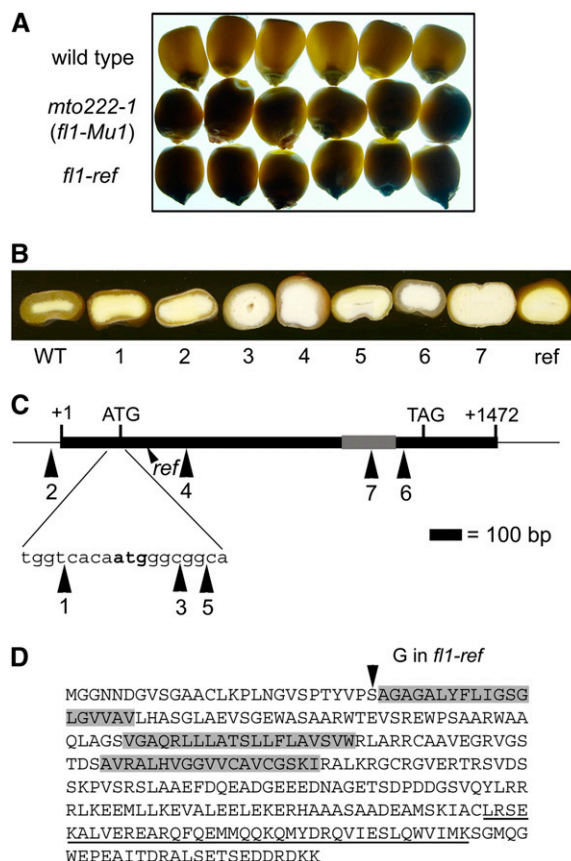 A
wild type
mto222-1
(fl1-Mu1)
fl1-ref
B
WT 1 2 3 4 5 6 7 ref
C
+1 ATG TAG +1472
ref
2 4 7 6
= 100 bp
tggtcacaatgggcggca
1 3 5
D
G in fl1-ref
MGGNNDGVSGAACLKPLNGVSPTYVPSAGAGALYFLIGSG
LGVVAVLHASGLAEVSGEWASAARWTEVSREWPSAARWAA
QLAGSVGAQRLLLATSLLFLAVSVWRLARRCAAVEGRVGS
TDSAVRALHVGGVVCAVCGSKIRALKRGCRGVERTRSVDS
SKPVSRSLAAEFDQEADGEEEDNAGETSDPDDGSVQYLRR
RLKEEMLLKEVALEELEKERHAAASAADEAMSKIACLRSE
KALVEREARQFQEMMQQKQMYDRQVIESLQWVIMKSGMQG
WEPEAITDRALSETSEDDRDKK